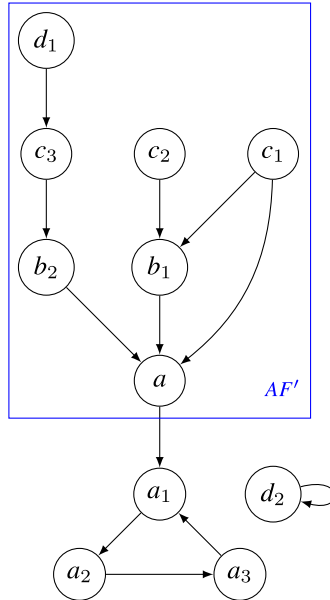 d₁
c₃ c₂ c₁
b₂ b₁
a
AF′
a₁ d₂
a₂ a₃